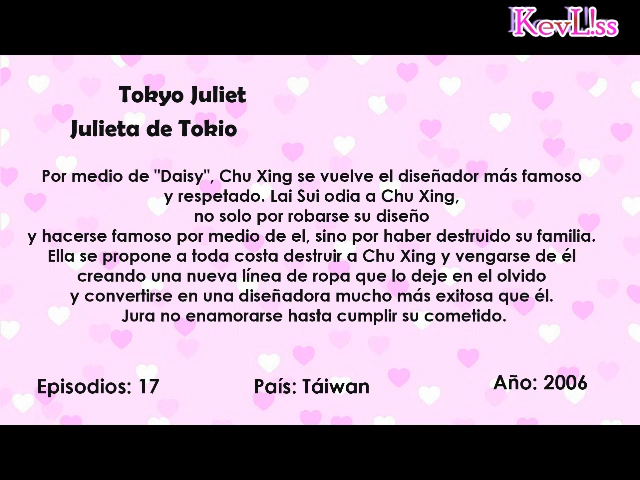 KevL!ss
Tokyo Juliet
Julieta de Tokio
Por medio de "Daisy", Chu Xing se vuelve el diseñador más famoso
y respetado. Lai Sui odia a Chu Xing,
no solo por robarse su diseño
y hacerse famoso por medio de el, sino por haber destruido su familia.
Ella se propone a toda costa destruir a Chu Xing y vengarse de él
creando una nueva línea de ropa que lo deje en el olvido
y convertirse en una diseñadora mucho más exitosa que él.
Jura no enamorarse hasta cumplir su cometido.
Episodios: 17 País: Táiwan Año: 2006